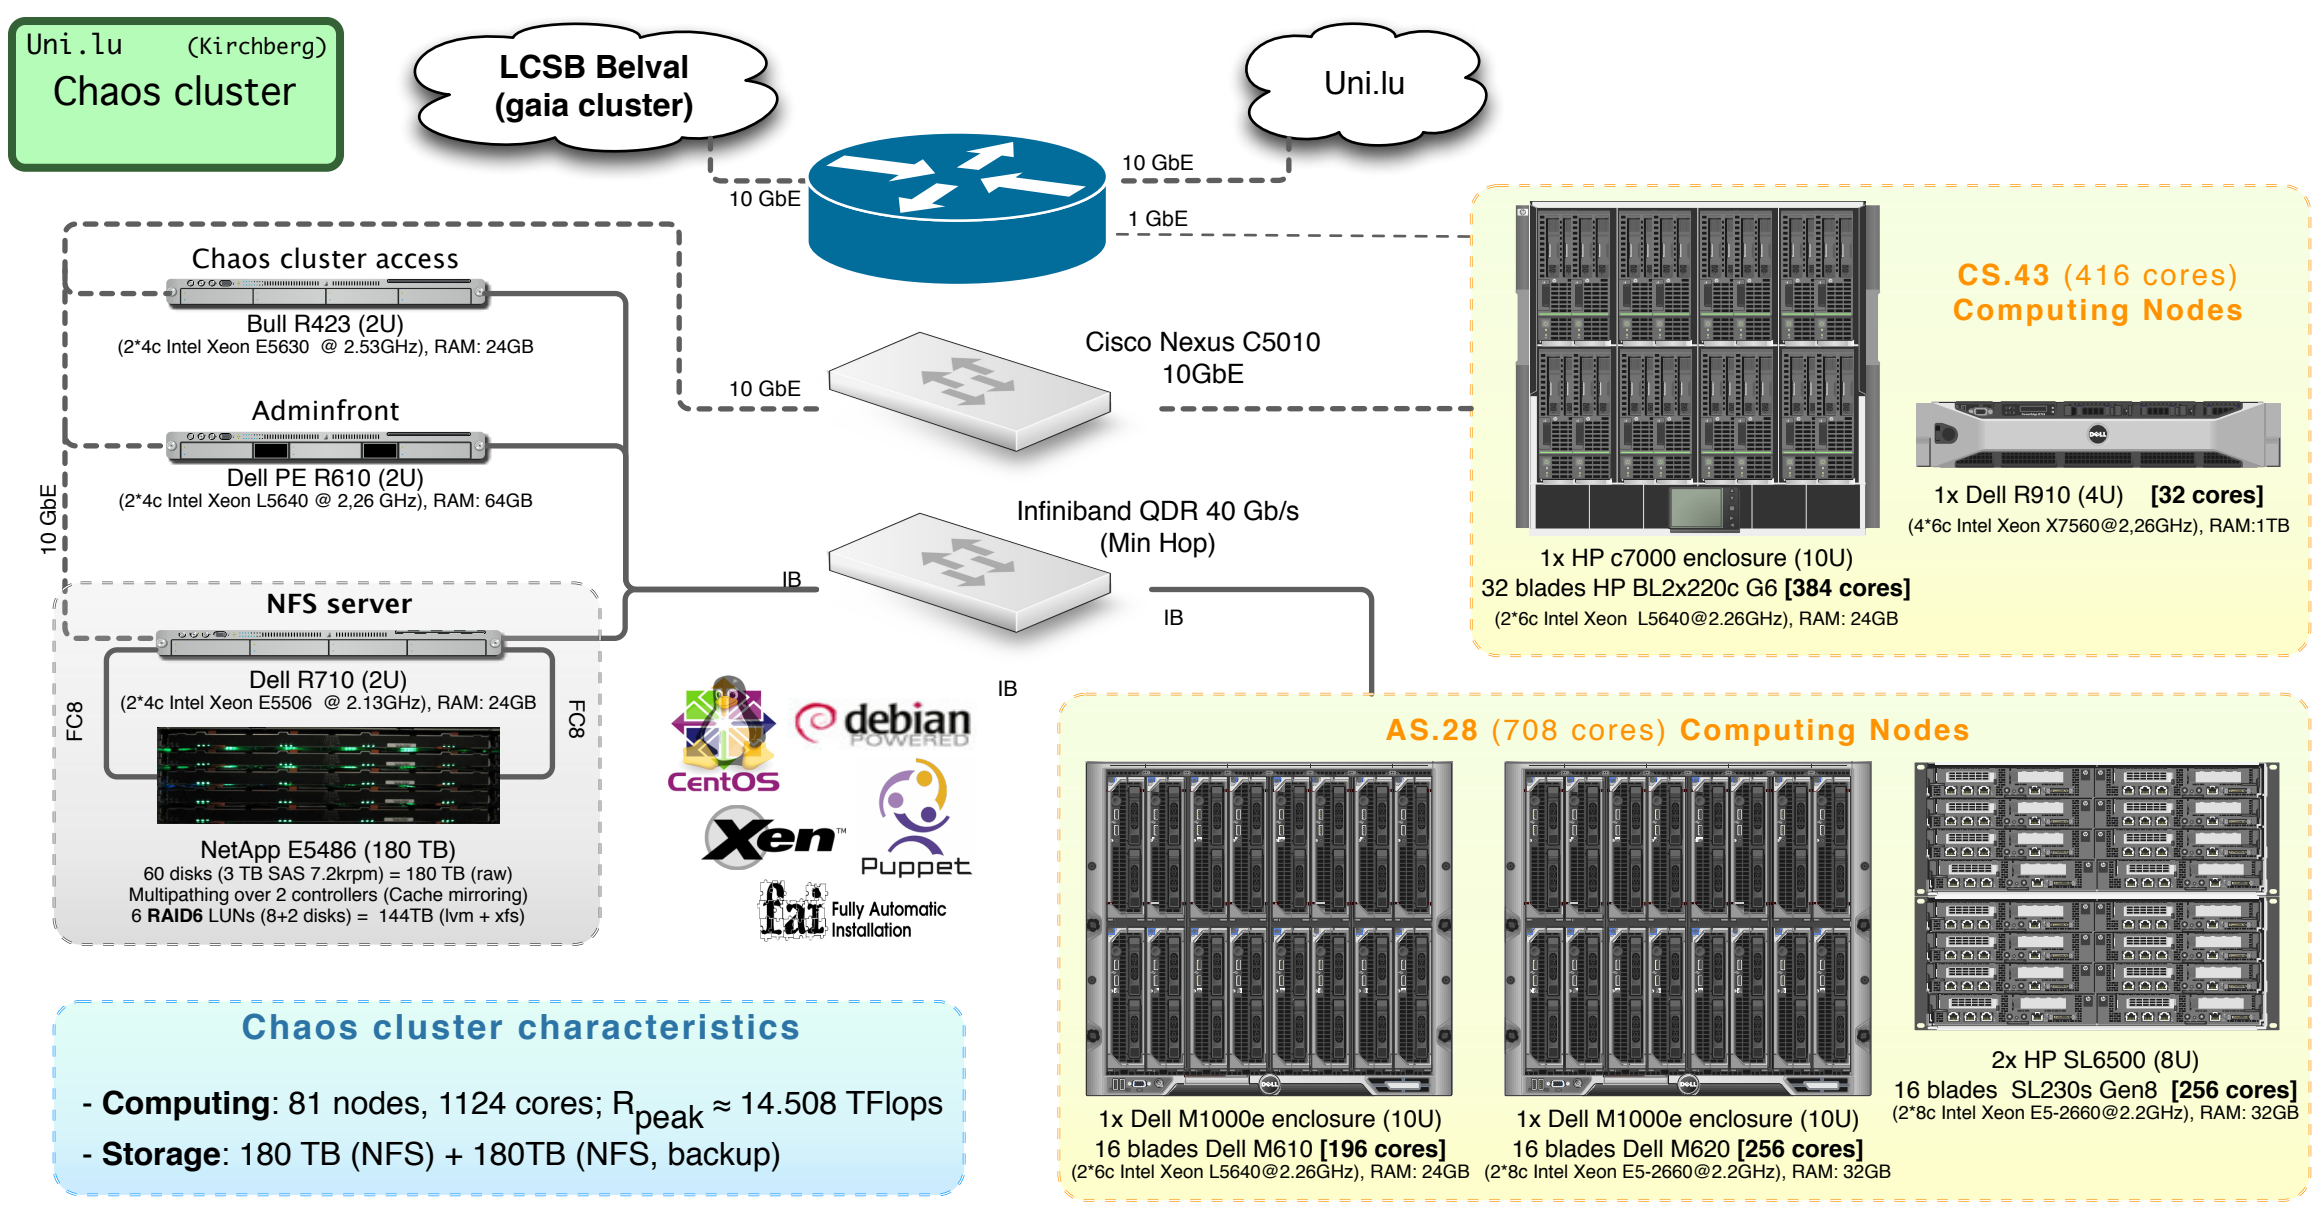 Uni.lu (Kirchberg)
Chaos cluster
LCSB Belval
(gaia cluster)
Uni.lu
10 GbE
10 GbE
1 GbE
Chaos cluster access
Bull R423 (2U)
(2*4c Intel Xeon E5630 @ 2.53GHz), RAM: 24GB
Adminfront
Dell PE R610 (2U)
(2*4c Intel Xeon L5640 @ 2,26 GHz), RAM: 64GB
10 GbE
NFS server
Dell R710 (2U)
(2*4c Intel Xeon E5506 @ 2.13GHz), RAM: 24GB
FC8
FC8
NetApp E5486 (180 TB)
60 disks (3 TB SAS 7.2krpm) = 180 TB (raw)
Multipathing over 2 controllers (Cache mirroring)
6 RAID6 LUNs (8+2 disks) = 144TB (lvm + xfs)
10 GbE
Cisco Nexus C5010
10GbE
Infiniband QDR 40 Gb/s
(Min Hop)
IB
IB
IB
CentOS
debian
POWERED
Xen™
Puppet
fai Fully Automatic
Installation
CS.43 (416 cores)
Computing Nodes
DELL
1x Dell R910 (4U) [32 cores]
(4*6c Intel Xeon X7560@2,26GHz), RAM:1TB
1x HP c7000 enclosure (10U)
32 blades HP BL2x220c G6 [384 cores]
(2*6c Intel Xeon L5640@2.26GHz), RAM: 24GB
AS.28 (708 cores) Computing Nodes
DELL
1x Dell M1000e enclosure (10U)
16 blades Dell M610 [196 cores]
(2*6c Intel Xeon L5640@2.26GHz), RAM: 24GB
DELL
1x Dell M1000e enclosure (10U)
16 blades Dell M620 [256 cores]
(2*8c Intel Xeon E5-2660@2.2GHz), RAM: 32GB
2x HP SL6500 (8U)
16 blades SL230s Gen8 [256 cores]
(2*8c Intel Xeon E5-2660@2.2GHz), RAM: 32GB
Chaos cluster characteristics
- Computing: 81 nodes, 1124 cores; Rpeak ≈ 14.508 TFlops
- Storage: 180 TB (NFS) + 180TB (NFS, backup)